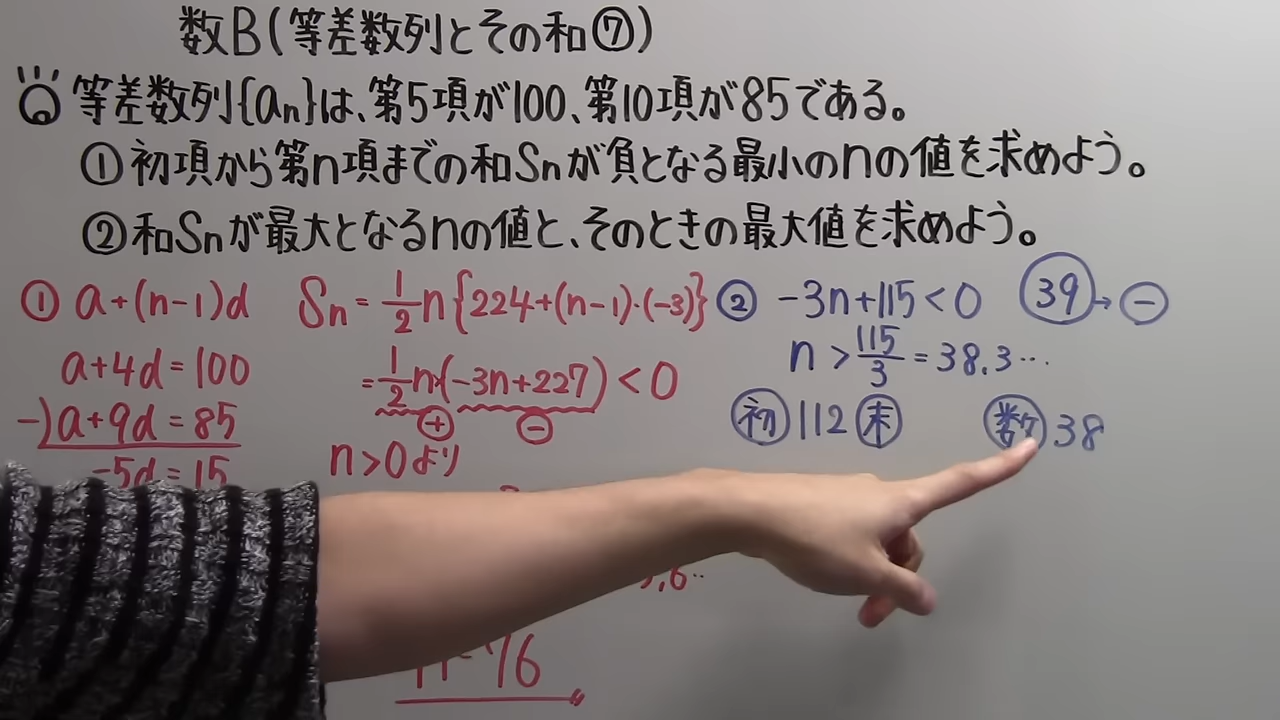 数B(等差数列とその和⑦)
等差数列{an}は、第5項が100、第10項が85である。
①初項から第n項までの和Snが負となる最小のnの値を求めよう。
②和Snが最大となるnの値と、そのときの最大値を求めよう。
① a+(n-1)d
a+4d=100
-)a+9d=85
-5d=15
Sn=1/2n{224+(n-1)・(-3)}
=1/2n(-3n+227)<0
⊕ ⊖
n>0より
,6…
76
② -3n+115<0
n>115/3=38.3…
㊴→⊖
初 112 末 数 38